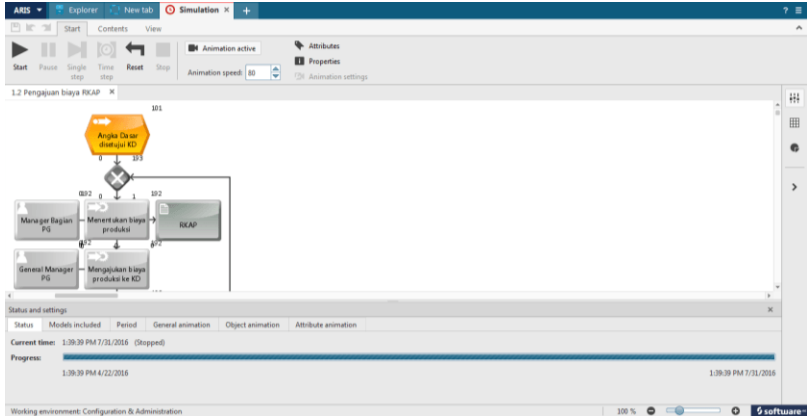 ARIS Explorer New tab Simulation × +
? ≡
Start Contents View
Start Pause Single step Time step Reset Stop
Animation active
Animation speed: 80
Attributes
Properties
Animation settings
1.2 Pengajuan biaya RKAP ×
101
Angka Dasar disetujui KD
0 193
0 1 192
Manager Bagian PG
Menentukan biaya produksi
RKAP
General Manager PG
Mengajukan biaya produksi ke KD
Status and settings ×
Status Models included Period General animation Object animation Attribute animation
Current time: 1:39:39 PM 7/31/2016 (Stopped)
Progress:
1:39:39 PM 4/22/2016 1:39:39 PM 7/31/2016
Working environment: Configuration & Administration 100 % software